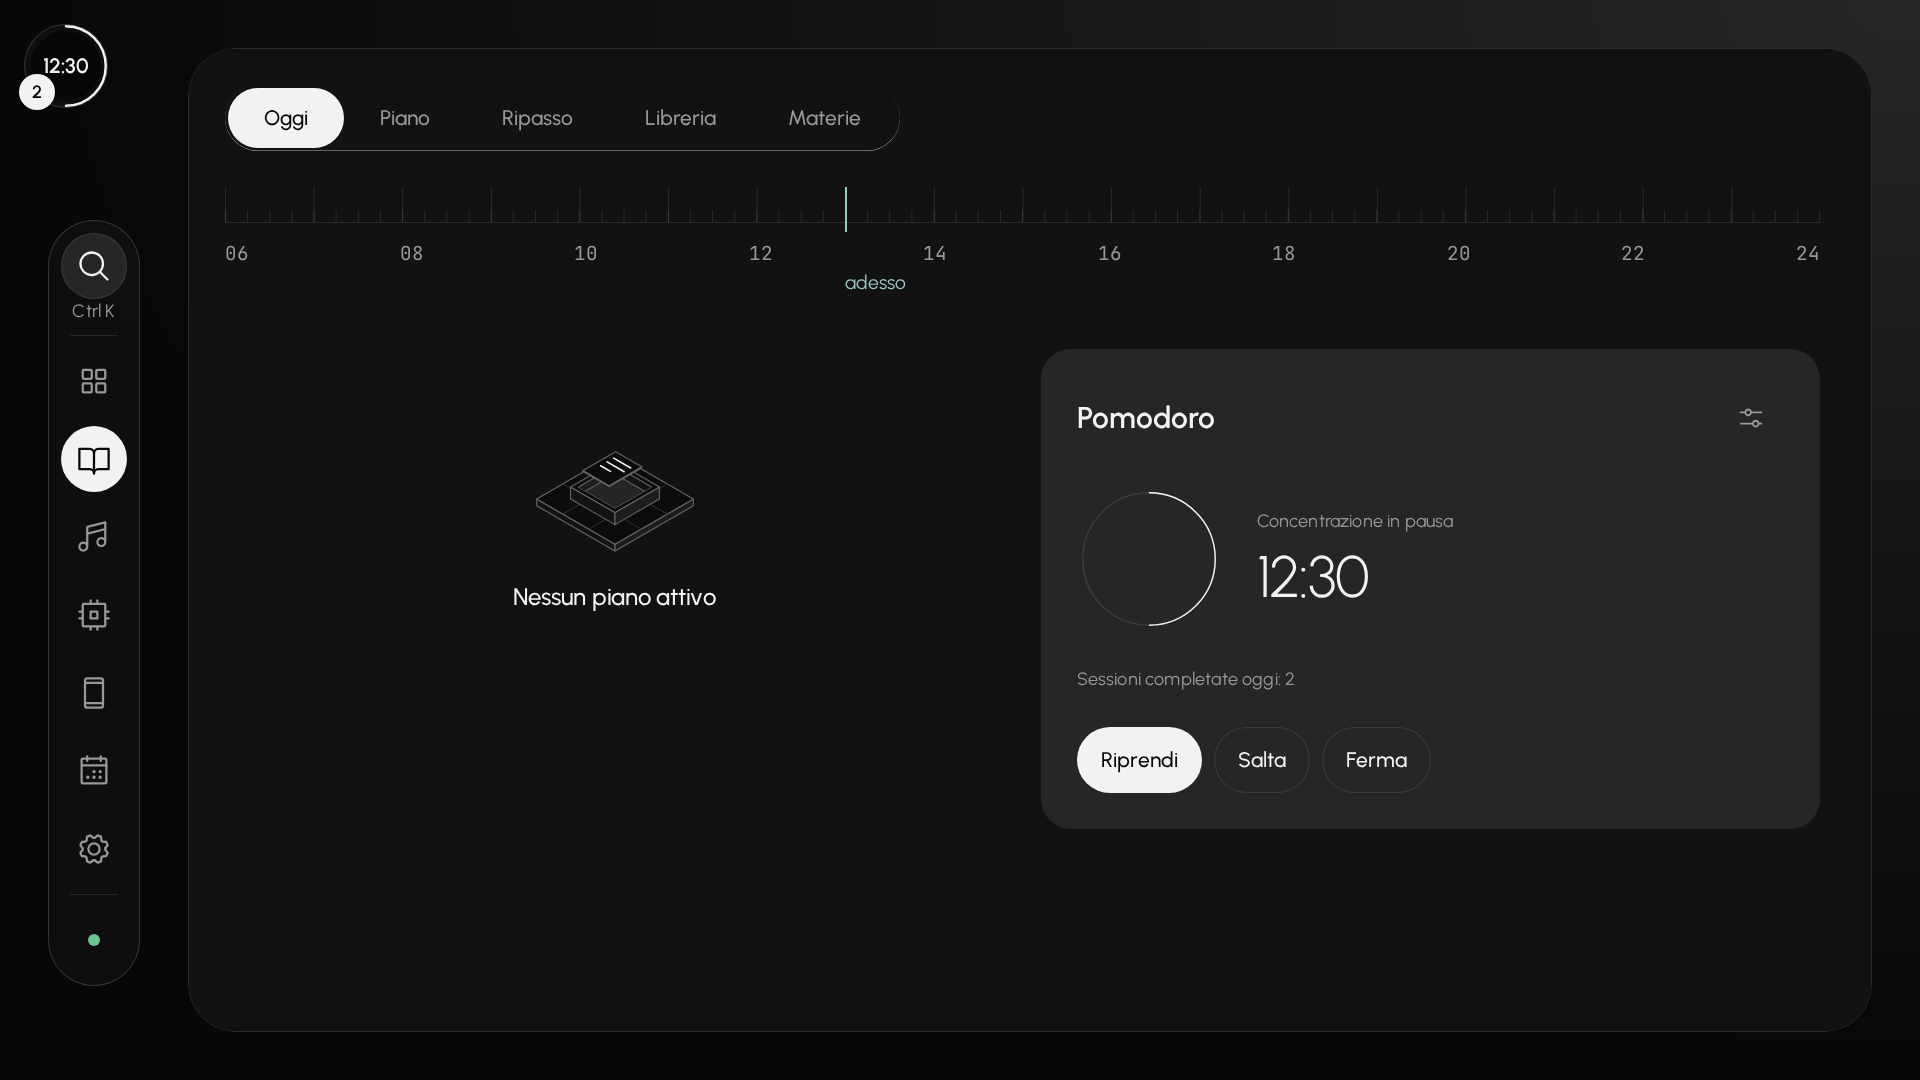 12:30
2
Oggi
Piano
Ripasso
Libreria
Materie
06 08 10 12 14 16 18 20 22 24
adesso
Ctrl K
Nessun piano attivo
Pomodoro
Concentrazione in pausa
12:30
Sessioni completate oggi: 2
Riprendi
Salta
Ferma